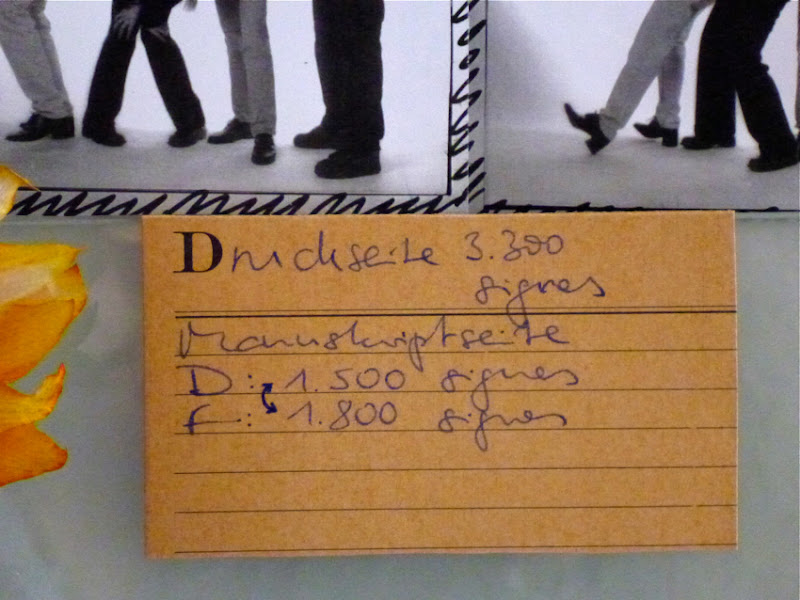 Druckseite 3.300
signes
Manuskriptseite
D: 1.500 signes
F: 1.800 signes